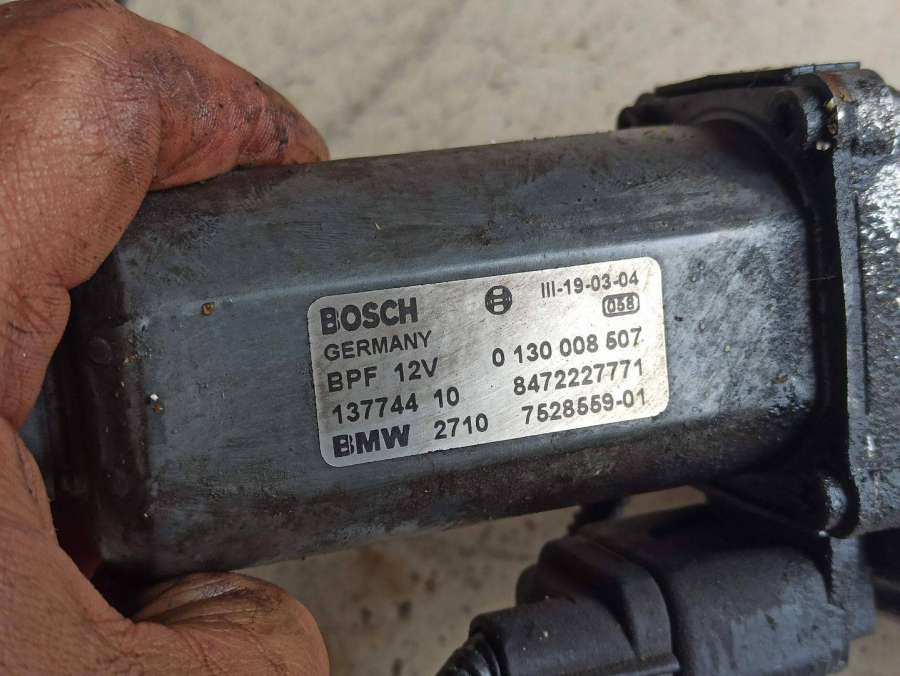 BOSCH III-19-03-04
GERMANY 068
BPF 12V 0 130 008 507
137744 10 8472227771
BMW 2710 7528559-01